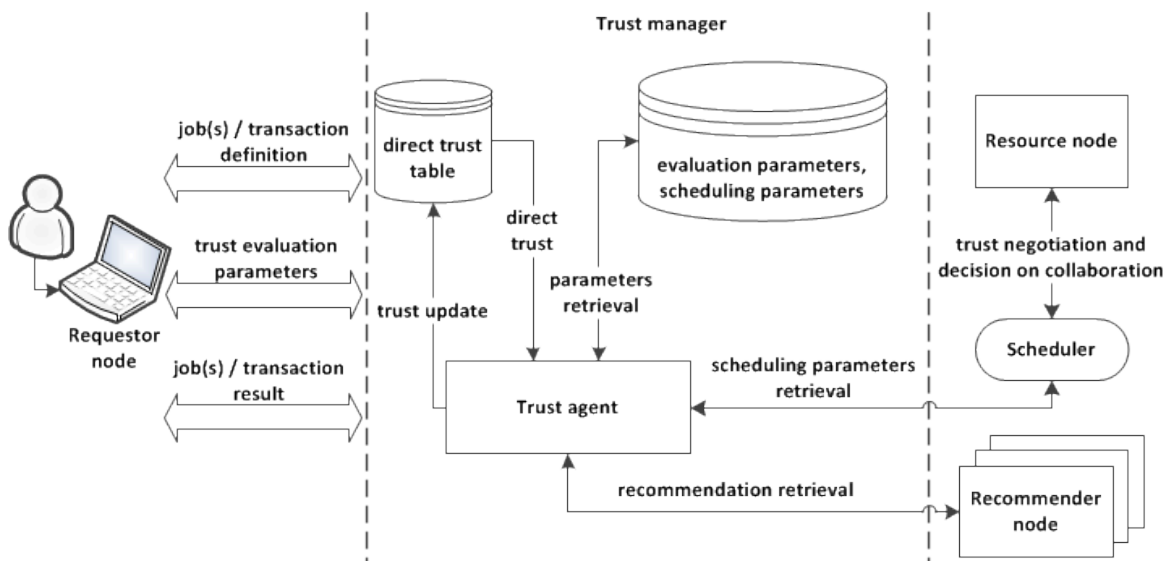 Trust manager
job(s) / transaction
definition
direct trust
table
evaluation parameters,
scheduling parameters
Resource node
direct
trust
trust evaluation
parameters
parameters
retrieval
trust update
trust negotiation and
decision on collaboration
Requestor
node
Scheduler
job(s) / transaction
result
Trust agent
scheduling parameters
retrieval
recommendation retrieval
Recommender
node